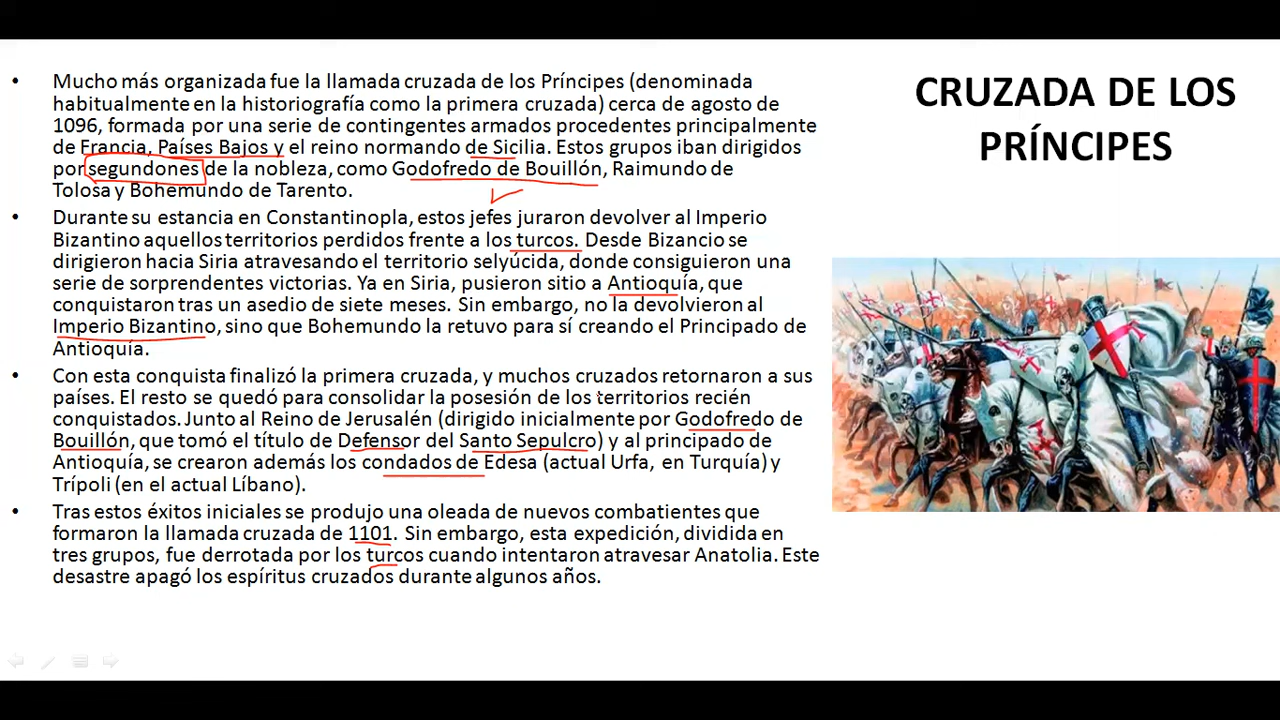 CRUZADA DE LOS
PRÍNCIPES
• Mucho más organizada fue la llamada cruzada de los Príncipes (denominada
habitualmente en la historiografía como la primera cruzada) cerca de agosto de
1096, formada por una serie de contingentes armados procedentes principalmente
de Francia, Países Bajos y el reino normando de Sicilia. Estos grupos iban dirigidos
por segundones de la nobleza, como Godofredo de Bouillón, Raimundo de
Tolosa y Bohemundo de Tarento.
• Durante su estancia en Constantinopla, estos jefes juraron devolver al Imperio
Bizantino aquellos territorios perdidos frente a los turcos. Desde Bizancio se
dirigieron hacia Siria atravesando el territorio selyúcida, donde consiguieron una
serie de sorprendentes victorias. Ya en Siria, pusieron sitio a Antioquía, que
conquistaron tras un asedio de siete meses. Sin embargo, no la devolvieron al
Imperio Bizantino, sino que Bohemundo la retuvo para sí creando el Principado de
Antioquía.
• Con esta conquista finalizó la primera cruzada, y muchos cruzados retornaron a sus
países. El resto se quedó para consolidar la posesión de los territorios recién
conquistados. Junto al Reino de Jerusalén (dirigido inicialmente por Godofredo de
Bouillón, que tomó el título de Defensor del Santo Sepulcro) y al principado de
Antioquía, se crearon además los condados de Edesa (actual Urfa, en Turquía) y
Trípoli (en el actual Líbano).
• Tras estos éxitos iniciales se produjo una oleada de nuevos combatientes que
formaron la llamada cruzada de 1101. Sin embargo, esta expedición, dividida en
tres grupos, fue derrotada por los turcos cuando intentaron atravesar Anatolia. Este
desastre apagó los espíritus cruzados durante algunos años.